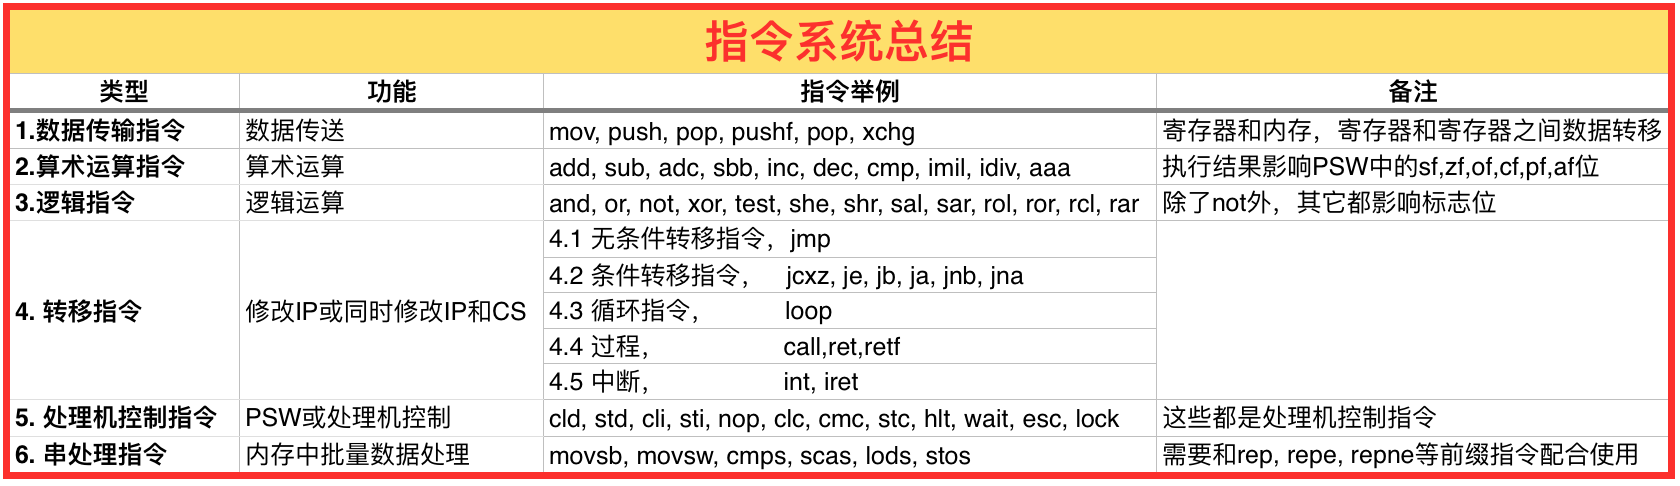 指令系统总结
类型 功能 指令举例 备注
1.数据传输指令 数据传送 mov, push, pop, pushf, pop, xchg 寄存器和内存，寄存器和寄存器之间数据转移
2.算术运算指令 算术运算 add, sub, adc, sbb, inc, dec, cmp, imil, idiv, aaa 执行结果影响PSW中的sf,zf,of,cf,pf,af位
3.逻辑指令 逻辑运算 and, or, not, xor, test, she, shr, sal, sar, rol, ror, rcl, rar 除了not外，其它都影响标志位
4. 转移指令 修改IP或同时修改IP和CS
4.1 无条件转移指令，jmp
4.2 条件转移指令， jcxz, je, jb, ja, jnb, jna
4.3 循环指令， loop
4.4 过程， call,ret,retf
4.5 中断， int, iret
5. 处理机控制指令 PSW或处理机控制 cld, std, cli, sti, nop, clc, cmc, stc, hlt, wait, esc, lock 这些都是处理机控制指令
6. 串处理指令 内存中批量数据处理 movsb, movsw, cmps, scas, lods, stos 需要和rep, repe, repne等前缀指令配合使用